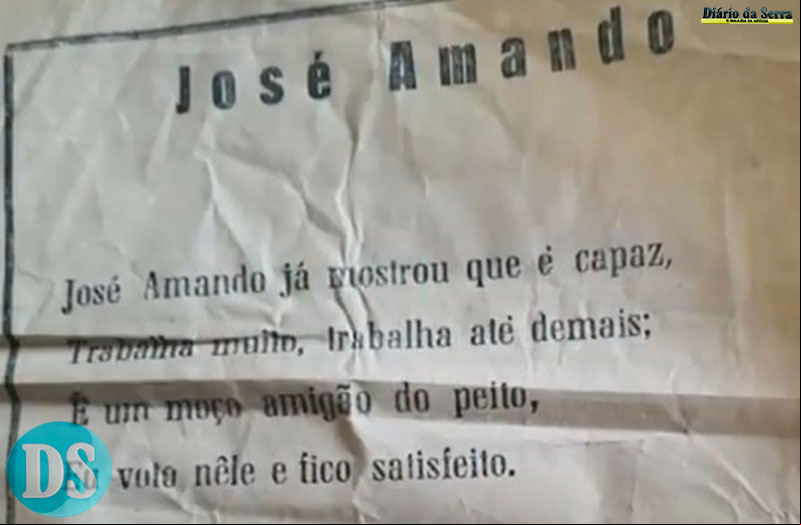 Diário da Serra
José Amando
José Amando já mostrou que é capaz,
Trabalha muito, trabalha até demais;
É um moço amigão do peito,
Eu voto nêle e fico satisfeito.
DS